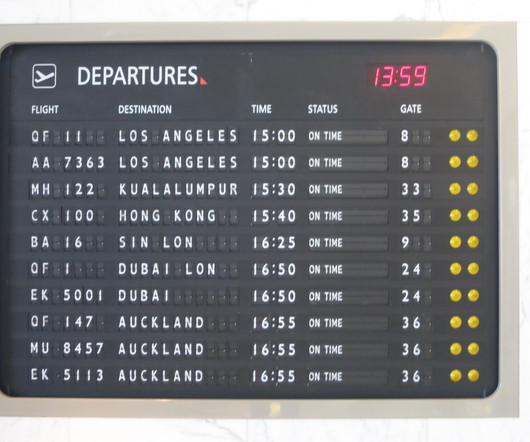 DEPARTURES
13:59
FLIGHT DESTINATION TIME STATUS GATE
QF 11 LOS ANGELES 15:00 ON TIME 8
AA 7363 LOS ANGELES 15:00 ON TIME 8
MH 122 KUALALUMPUR 15:30 ON TIME 33
CX 100 HONG KONG 15:40 ON TIME 35
BA 16 SIN LON 16:25 ON TIME 9
QF 1 DUBAI LON 16:50 ON TIME 24
EK 5001 DUBAI 16:50 ON TIME 24
QF 147 AUCKLAND 16:55 ON TIME 36
MU 8457 AUCKLAND 16:55 ON TIME 36
EK 5113 AUCKLAND 16:55 ON TIME 36